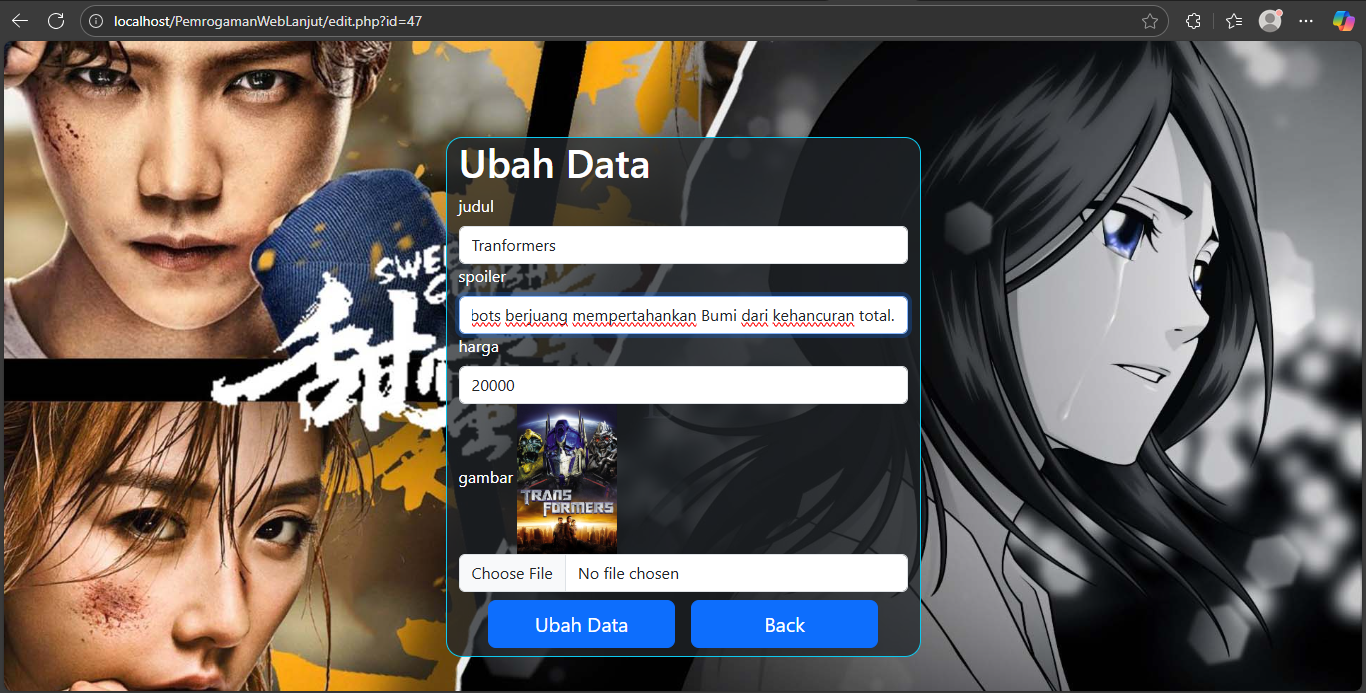 localhost/PemrogamanWebLanjut/edit.php?id=47
Ubah Data
judul
Tranformers
spoiler
bots berjuang mempertahankan Bumi dari kehancuran total.
harga
20000
gambar
TRANSFORMERS
Choose File No file chosen
Ubah Data Back